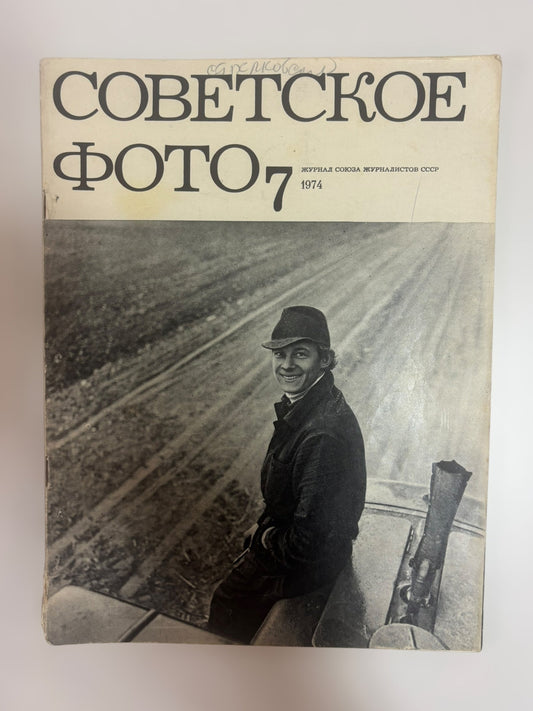 СОВЕТСКОЕ
ФОТО 7
ЖУРНАЛ СОЮЗА ЖУРНАЛИСТОВ СССР
1974